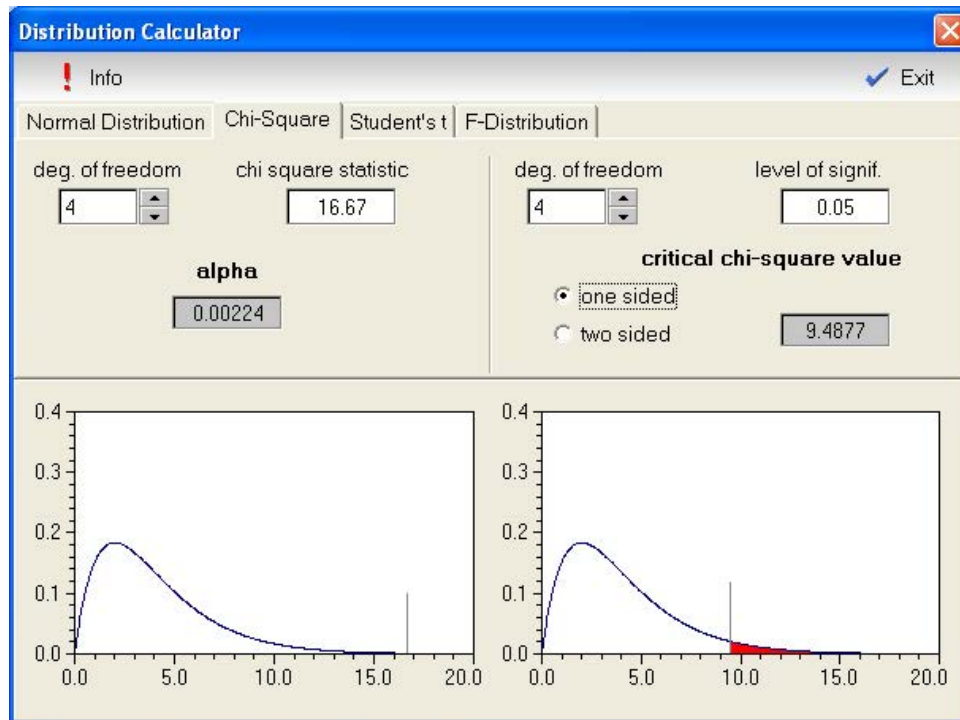 Distribution Calculator
Info Exit
Normal Distribution Chi-Square Student's t F-Distribution
deg. of freedom chi square statistic
4 16.67
alpha
0.00224
deg. of freedom level of signif.
4 0.05
critical chi-square value
one sided
two sided 9.4877
0.4
0.3
0.2
0.1
0.0
0.0 5.0 10.0 15.0 20.0
0.4
0.3
0.2
0.1
0.0
0.0 5.0 10.0 15.0 20.0